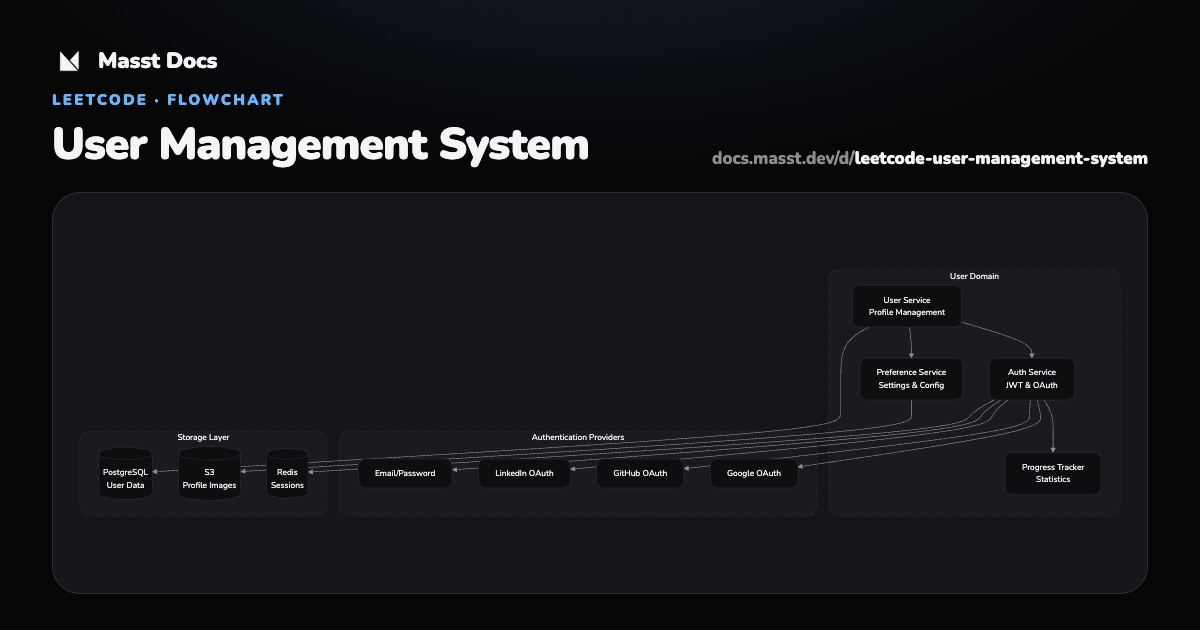 Masst Docs
LEETCODE · FLOWCHART
User Management System
docs.masst.dev/d/leetcode-user-management-system
User Domain
User Service
Profile Management
Preference Service
Settings & Config
Auth Service
JWT & OAuth
Storage Layer
Authentication Providers
PostgreSQL
User Data
S3
Profile Images
Redis
Sessions
Email/Password
LinkedIn OAuth
GitHub OAuth
Google OAuth
Progress Tracker
Statistics